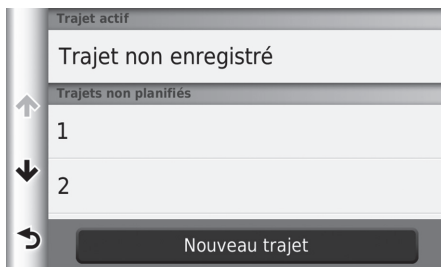 Trajet actif
Trajet non enregistré
Trajets non planifiés
1
2
Nouveau trajet